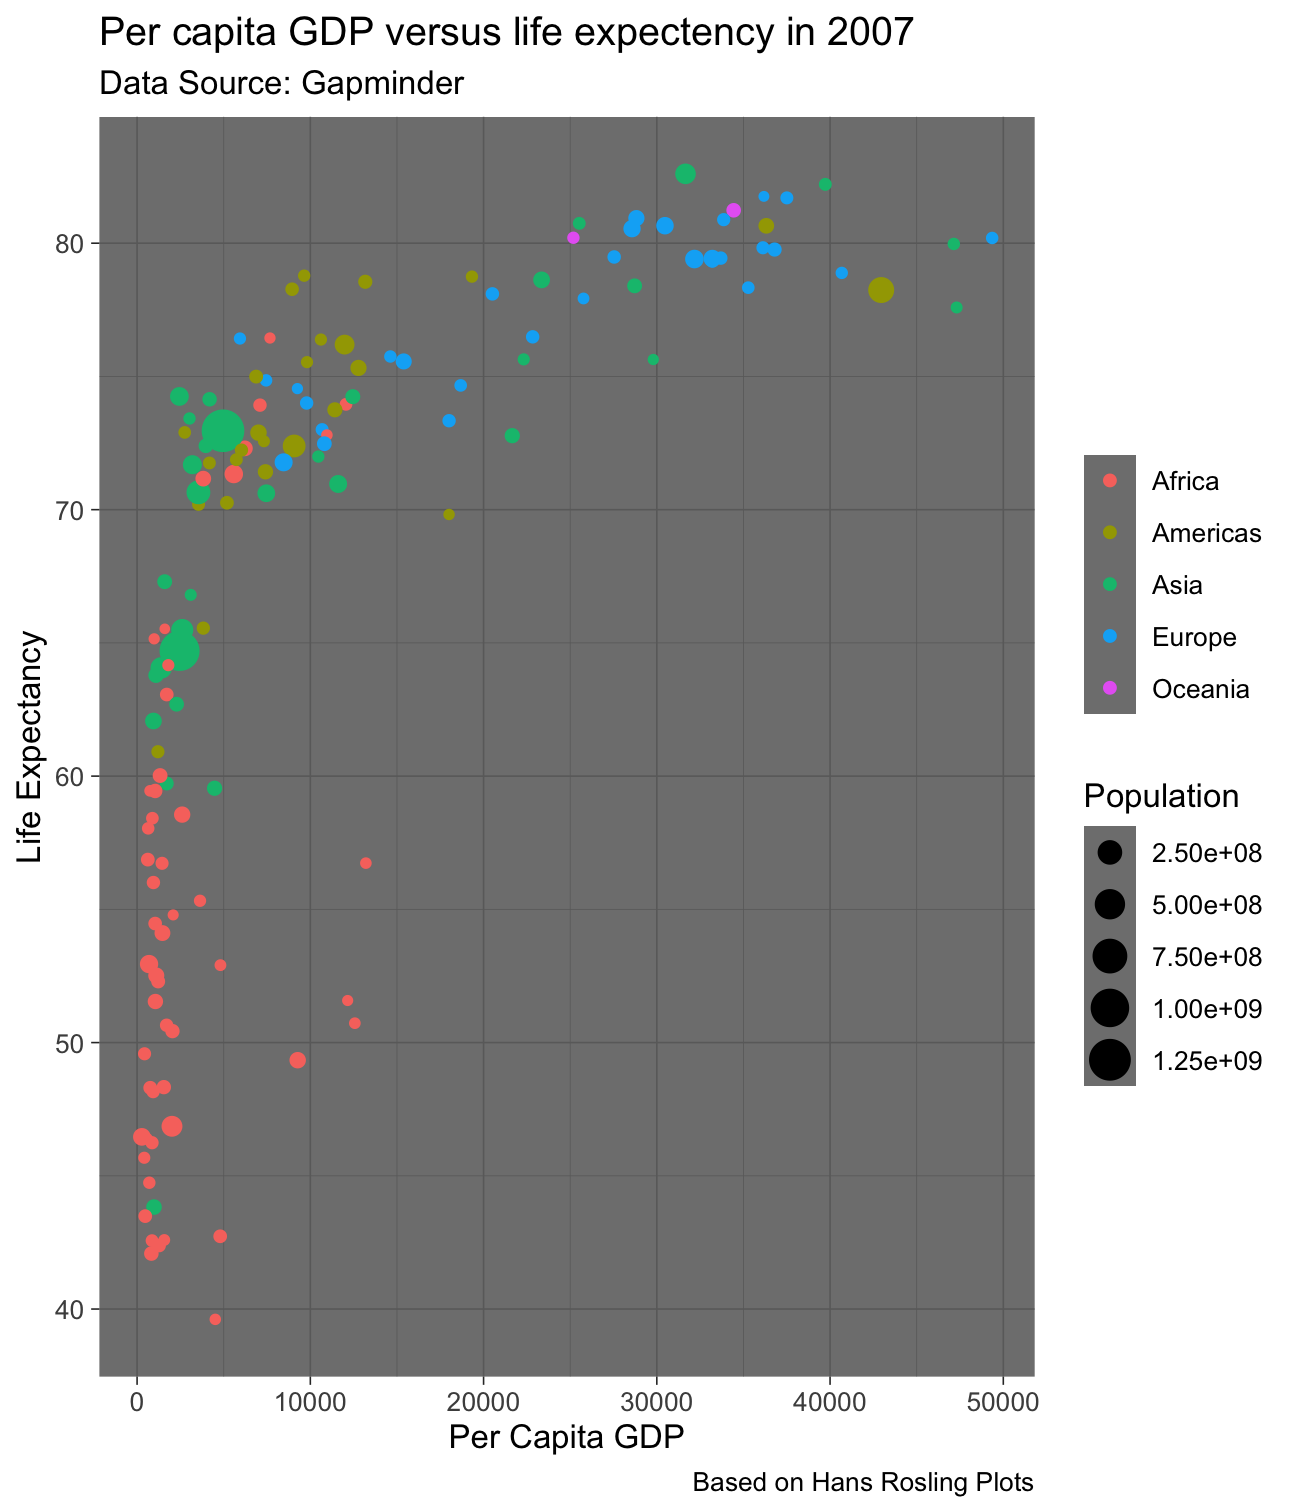 Per capita GDP versus life expectency in 2007
Data Source: Gapminder
Life Expectancy
80
70
60
50
40
0 10000 20000 30000 40000 50000
Per Capita GDP
Africa
Americas
Asia
Europe
Oceania
Population
2.50e+08
5.00e+08
7.50e+08
1.00e+09
1.25e+09
Based on Hans Rosling Plots